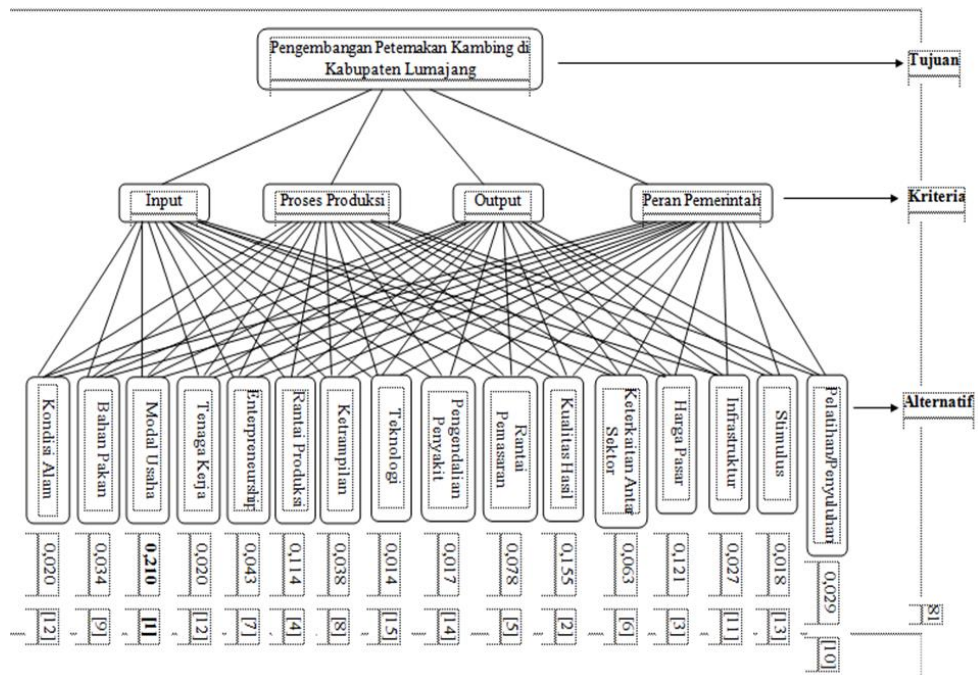 Pengembangan Petemakan Kambing di
Kabupaten Lumajang
Tujuan
Input
Proses Produksi
Output
Peran Pemerintah
Kriteria
Kondisi Alam
Bahan Pakan
Modal Usaha
Tenaga Kerja
Enterpreneurship
Rantai Produksi
Ketrampilan
Teknologi
Pengendalian
Penyakit
Rantai
Pemasaran
Kualitas Hasil
Keterkaitan Antar
Sektor
Harga Pasar
Infrastruktur
Stimulus
Pelatihan/Penyuluhan
Alternatif
0,020
0,034
0,210
0,020
0,043
0,114
0,038
0,014
0,017
0,078
0,155
0,063
0,121
0,027
0,018
0,029
[12]
[9]
[1]
[12]
[7]
[4]
[8]
[15]
[14]
[5]
[2]
[6]
[3]
[11]
[13]
[10]
81